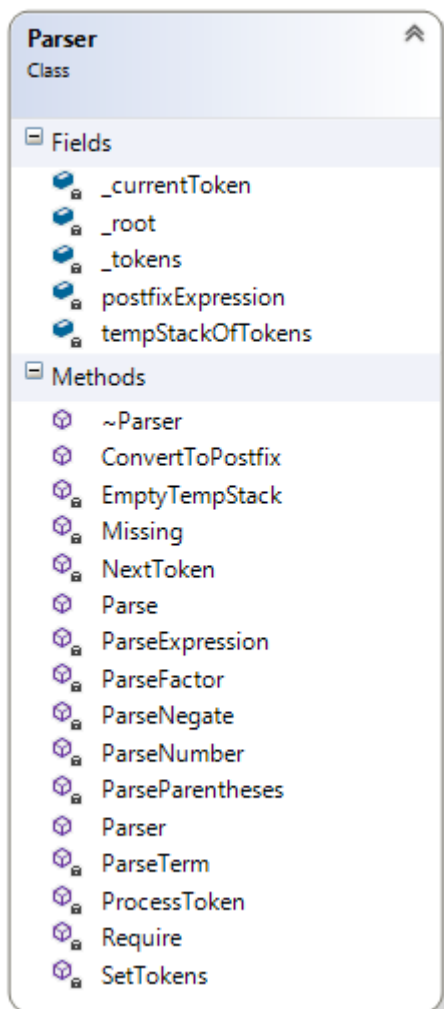 Parser
Class
Fields
_currentToken
_root
_tokens
postfixExpression
tempStackOfTokens
Methods
~Parser
ConvertToPostfix
EmptyTempStack
Missing
NextToken
Parse
ParseExpression
ParseFactor
ParseNegate
ParseNumber
ParseParentheses
Parser
ParseTerm
ProcessToken
Require
SetTokens